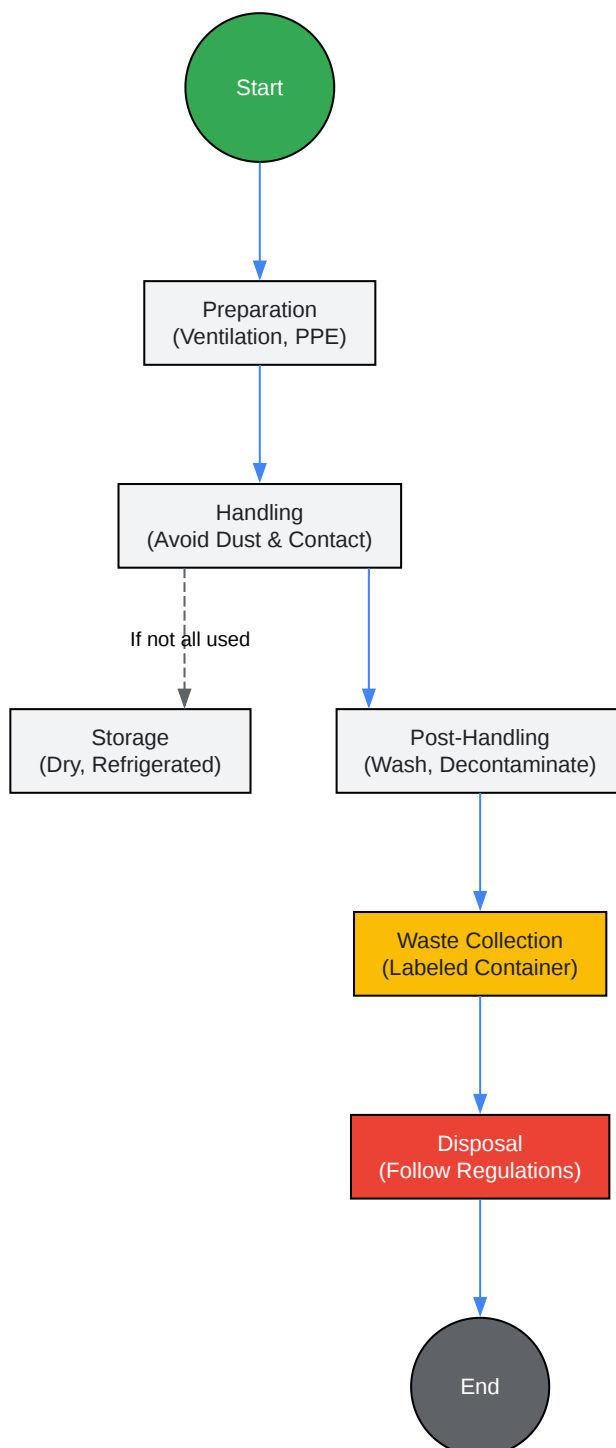 Start
Preparation
(Ventilation, PPE)
Handling
(Avoid Dust & Contact)
If not all used
Storage
(Dry, Refrigerated)
Post-Handling
(Wash, Decontaminate)
Waste Collection
(Labeled Container)
Disposal
(Follow Regulations)
End